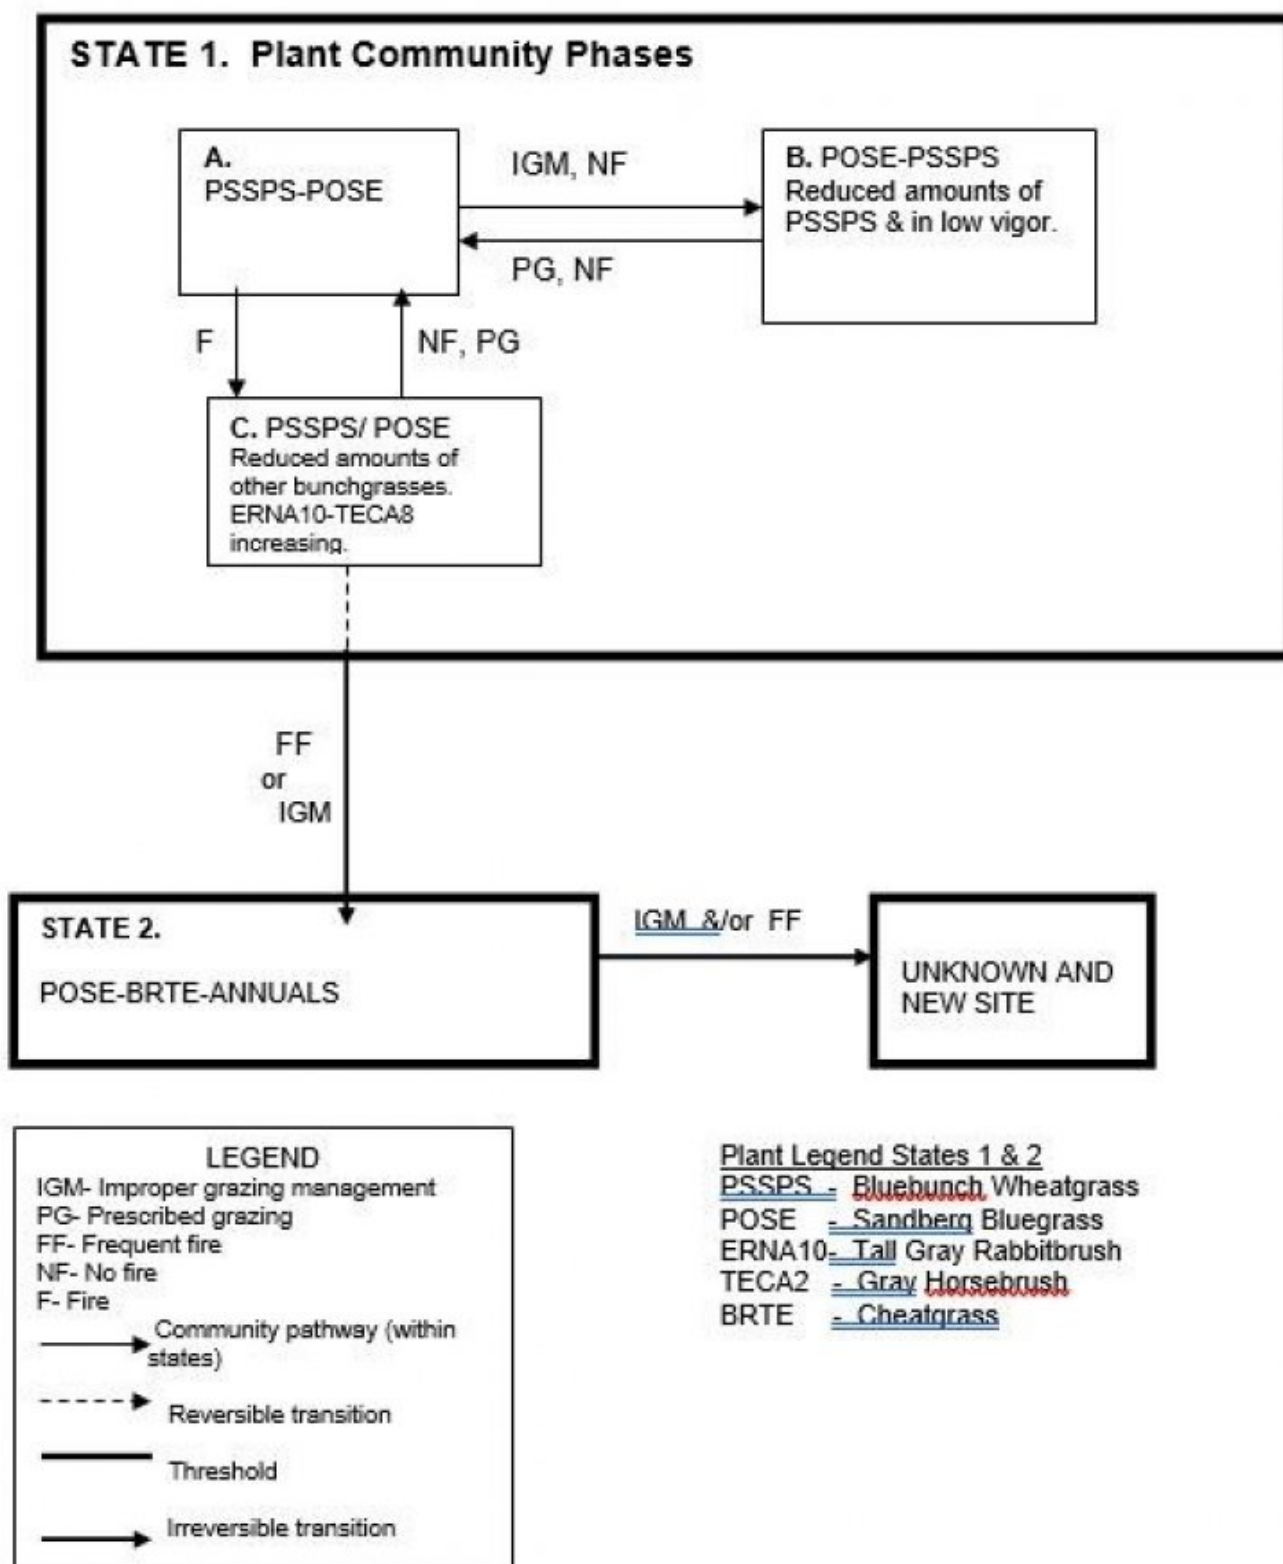 STATE 1. Plant Community Phases
A.
PSSPS-POSE
IGM, NF
PG, NF
B. POSE-PSSPS
Reduced amounts of
PSSPS & in low vigor.
F
NF, PG
C. PSSPS/ POSE
Reduced amounts of
other bunchgrasses.
ERNA10-TECA8
increasing.
FF
or
IGM
STATE 2.
POSE-BRTE-ANNUALS
IGM &/or FF
UNKNOWN AND
NEW SITE
LEGEND
IGM- Improper grazing management
PG- Prescribed grazing
FF- Frequent fire
NF- No fire
F- Fire
Community pathway (within
states)
Reversible transition
Threshold
Irreversible transition
Plant Legend States 1 & 2
PSSPS - Bluebunch Wheatgrass
POSE - Sandberg Bluegrass
ERNA10- Tall Gray Rabbitbrush
TECA2 - Gray Horsebrush
BRTE - Cheatgrass